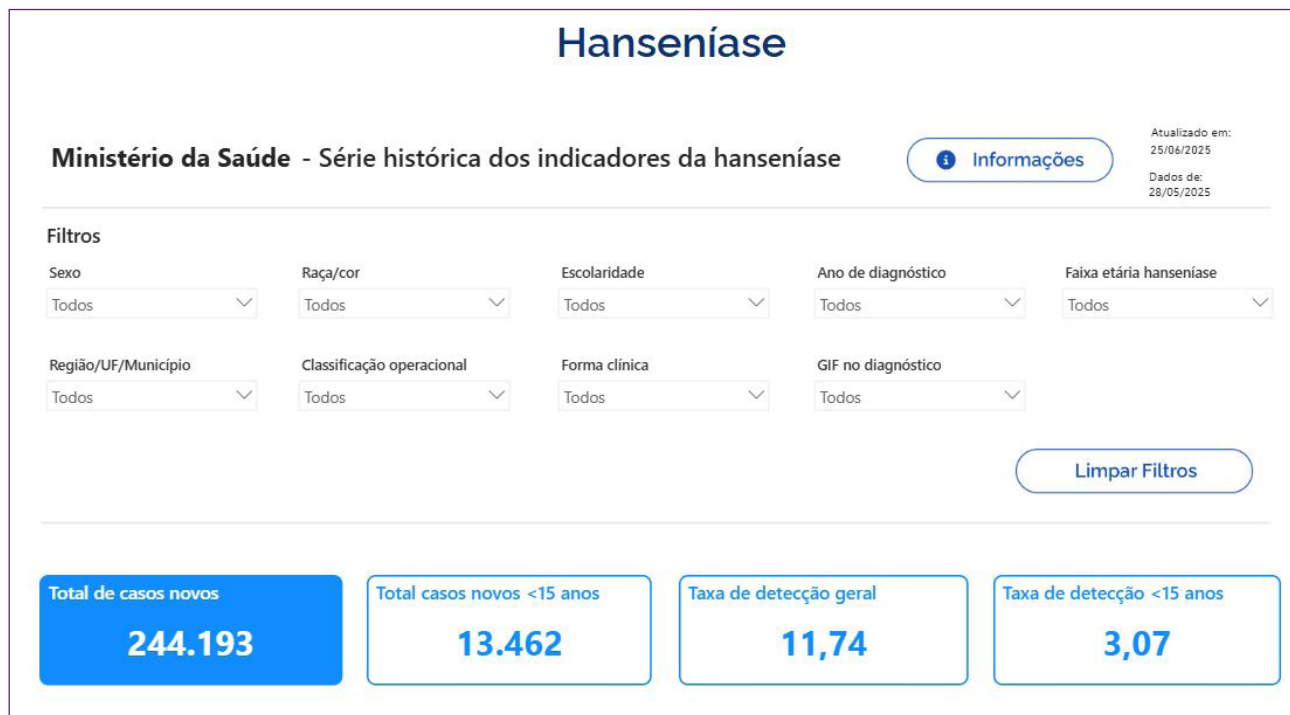 Hanseníase
Ministério da Saúde - Série histórica dos indicadores da hanseníase
Informações
Atualizado em:
25/06/2025
Dados de:
28/05/2025
Filtros
Sexo
Todos
Raça/cor
Todos
Escolaridade
Todos
Ano de diagnóstico
Todos
Faixa etária hanseníase
Todos
Região/UF/Município
Todos
Classificação operacional
Todos
Forma clínica
Todos
GIF no diagnóstico
Todos
Limpar Filtros
Total de casos novos
244.193
Total casos novos <15 anos
13.462
Taxa de detecção geral
11,74
Taxa de detecção <15 anos
3,07